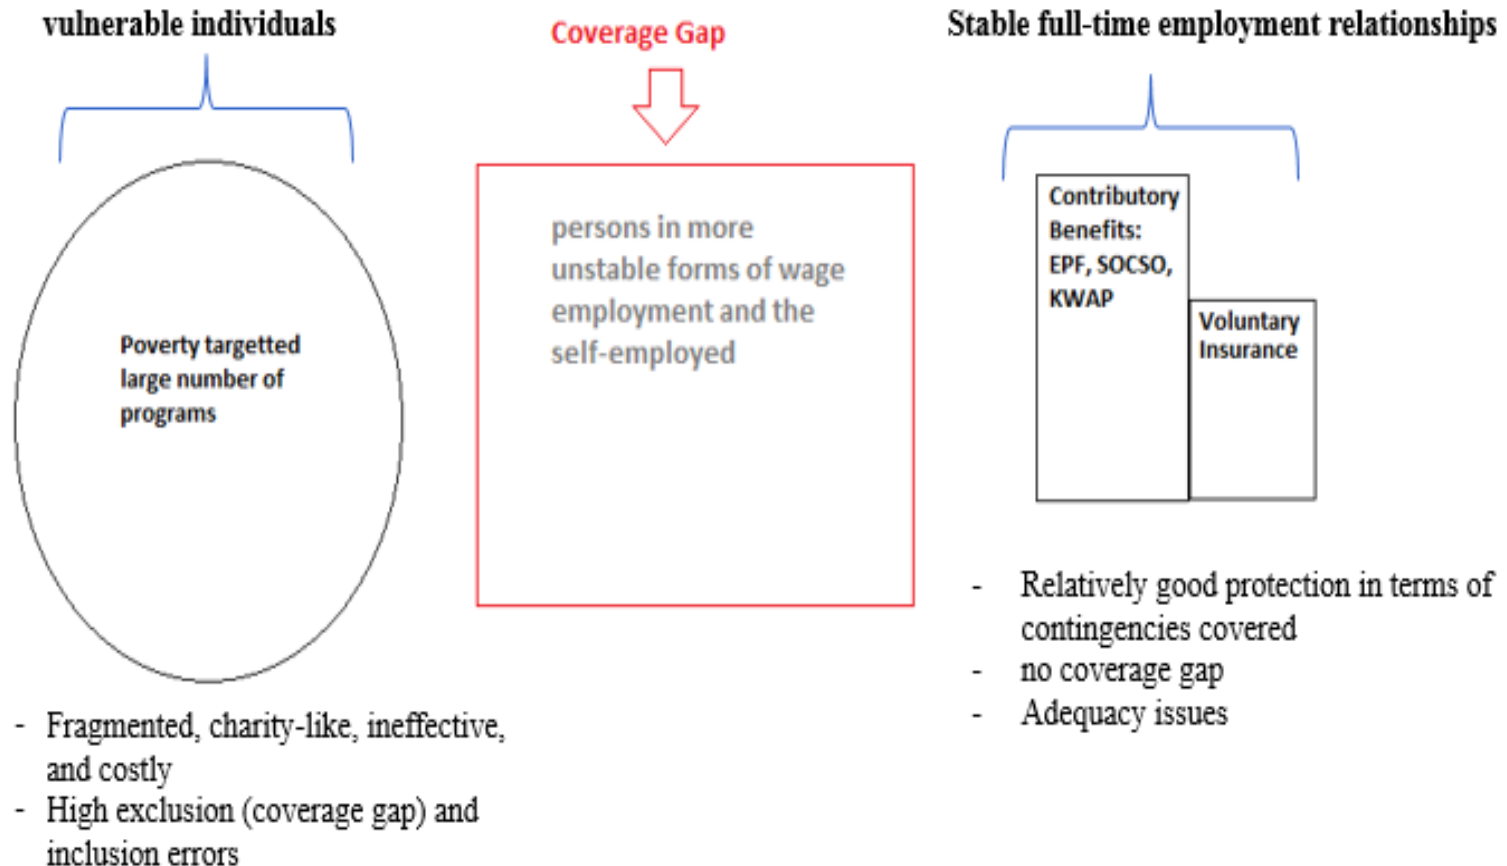 vulnerable individuals
Coverage Gap
Stable full-time employment relationships
Poverty targetted
large number of
programs
persons in more
unstable forms of wage
employment and the
self-employed
Contributory
Benefits:
EPF, SOCSO,
KWAP
Voluntary
Insurance
- Fragmented, charity-like, ineffective,
and costly
- High exclusion (coverage gap) and
inclusion errors
- Relatively good protection in terms of
contingencies covered
- no coverage gap
- Adequacy issues